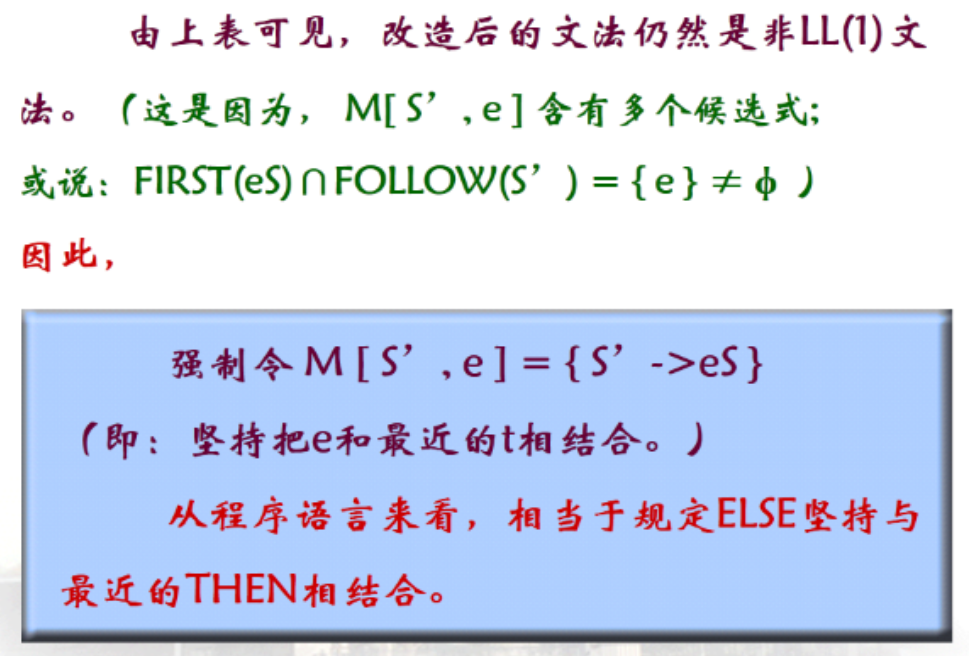 由上表可见，改造后的文法仍然是非LL(1)文
法。（这是因为，M[S’,e]含有多个候选式;
或说：FIRST(eS)∩FOLLOW(S’)={e}≠ϕ）
因此，
强制令M[S’,e]={S’->eS}
（即：坚持把e和最近的t相结合。）
从程序语言来看，相当于规定ELSE坚持与
最近的THEN相结合。